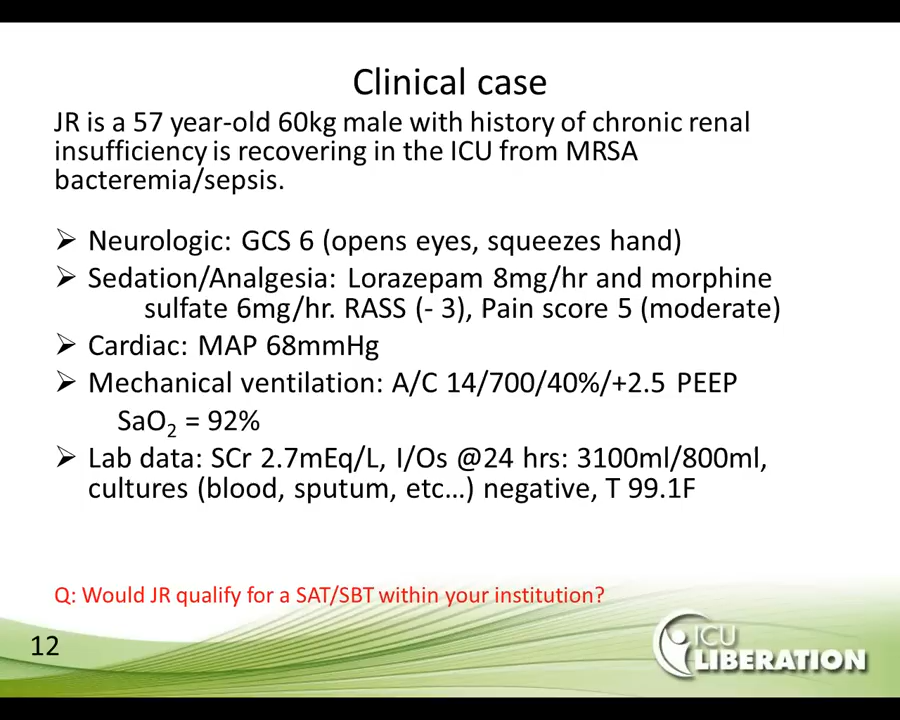 Clinical case
JR is a 57 year-old 60kg male with history of chronic renal
insufficiency is recovering in the ICU from MRSA
bacteremia/sepsis.
➢ Neurologic: GCS 6 (opens eyes, squeezes hand)
➢ Sedation/Analgesia: Lorazepam 8mg/hr and morphine
sulfate 6mg/hr. RASS (- 3), Pain score 5 (moderate)
➢ Cardiac: MAP 68mmHg
➢ Mechanical ventilation: A/C 14/700/40%/+2.5 PEEP
SaO₂ = 92%
➢ Lab data: SCr 2.7mEq/L, I/Os @24 hrs: 3100ml/800ml,
cultures (blood, sputum, etc…) negative, T 99.1F
Q: Would JR qualify for a SAT/SBT within your institution?
12
ICU
LIBERATION